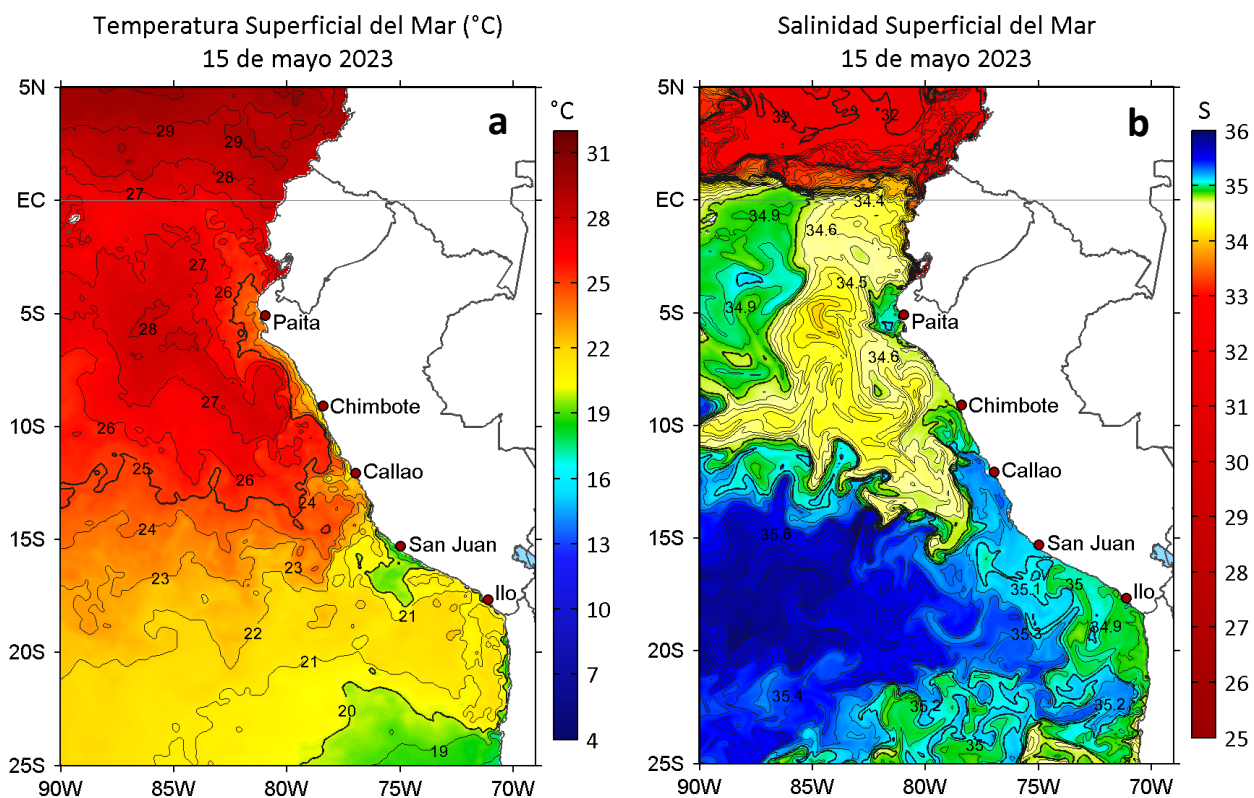 Temperatura Superficial del Mar (°C)
15 de mayo 2023
5N
EC
5S
10S
15S
20S
25S
90W
85W
80W
75W
70W
a
29
29
28
27
27
26
28
27
26
25
26
24
24
23
23
22
21
21
20
19
Paita
Chimbote
Callao
San Juan
Ilo
°C
31
28
25
22
19
16
13
10
7
4
Salinidad Superficial del Mar
15 de mayo 2023
5N
EC
5S
10S
15S
20S
25S
90W
85W
80W
75W
70W
b
32
32
34.4
34.9
34.6
34.5
34.9
34.6
35.6
35.1
35
34.9
35.3
35.4
35.2
35.2
35
Paita
Chimbote
Callao
San Juan
Ilo
S
36
35
34
33
32
31
30
29
28
27
26
25